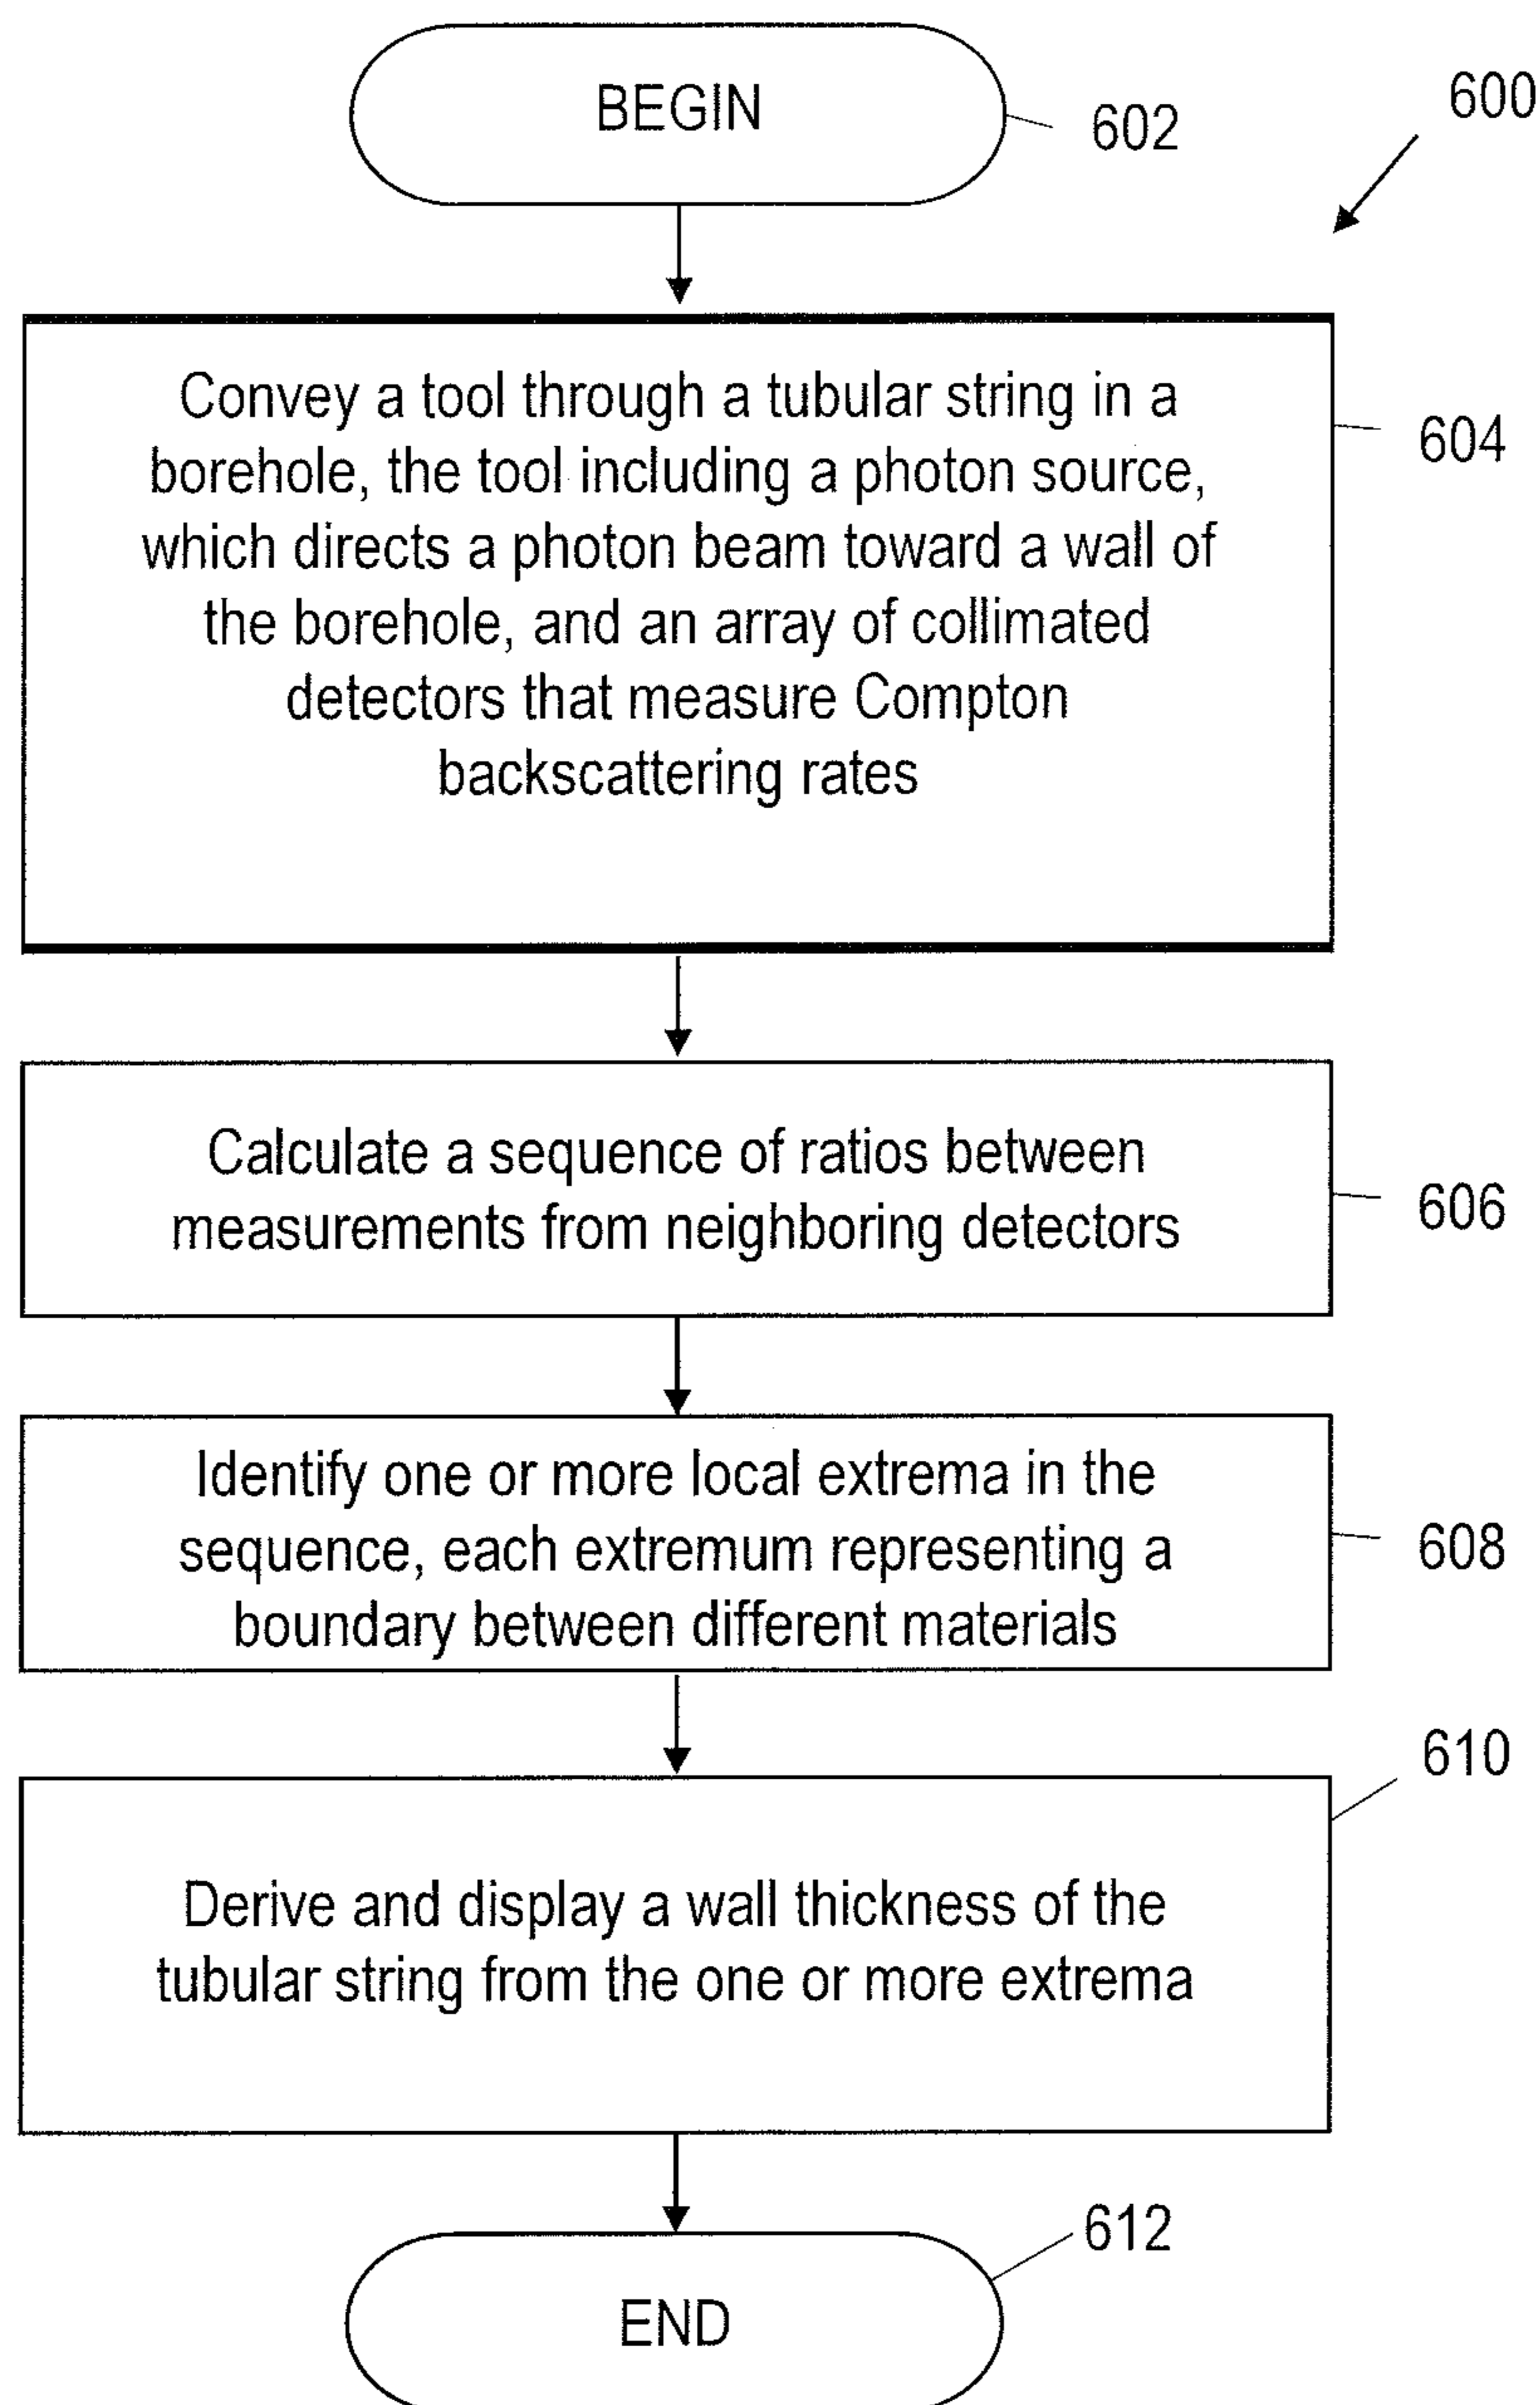 BEGIN
602
600
Convey a tool through a tubular string in a
borehole, the tool including a photon source,
which directs a photon beam toward a wall of
the borehole, and an array of collimated
detectors that measure Compton
backscattering rates
604
Calculate a sequence of ratios between
measurements from neighboring detectors
606
Identify one or more local extrema in the
sequence, each extremum representing a
boundary between different materials
608
610
Derive and display a wall thickness of the
tubular string from the one or more extrema
612
END